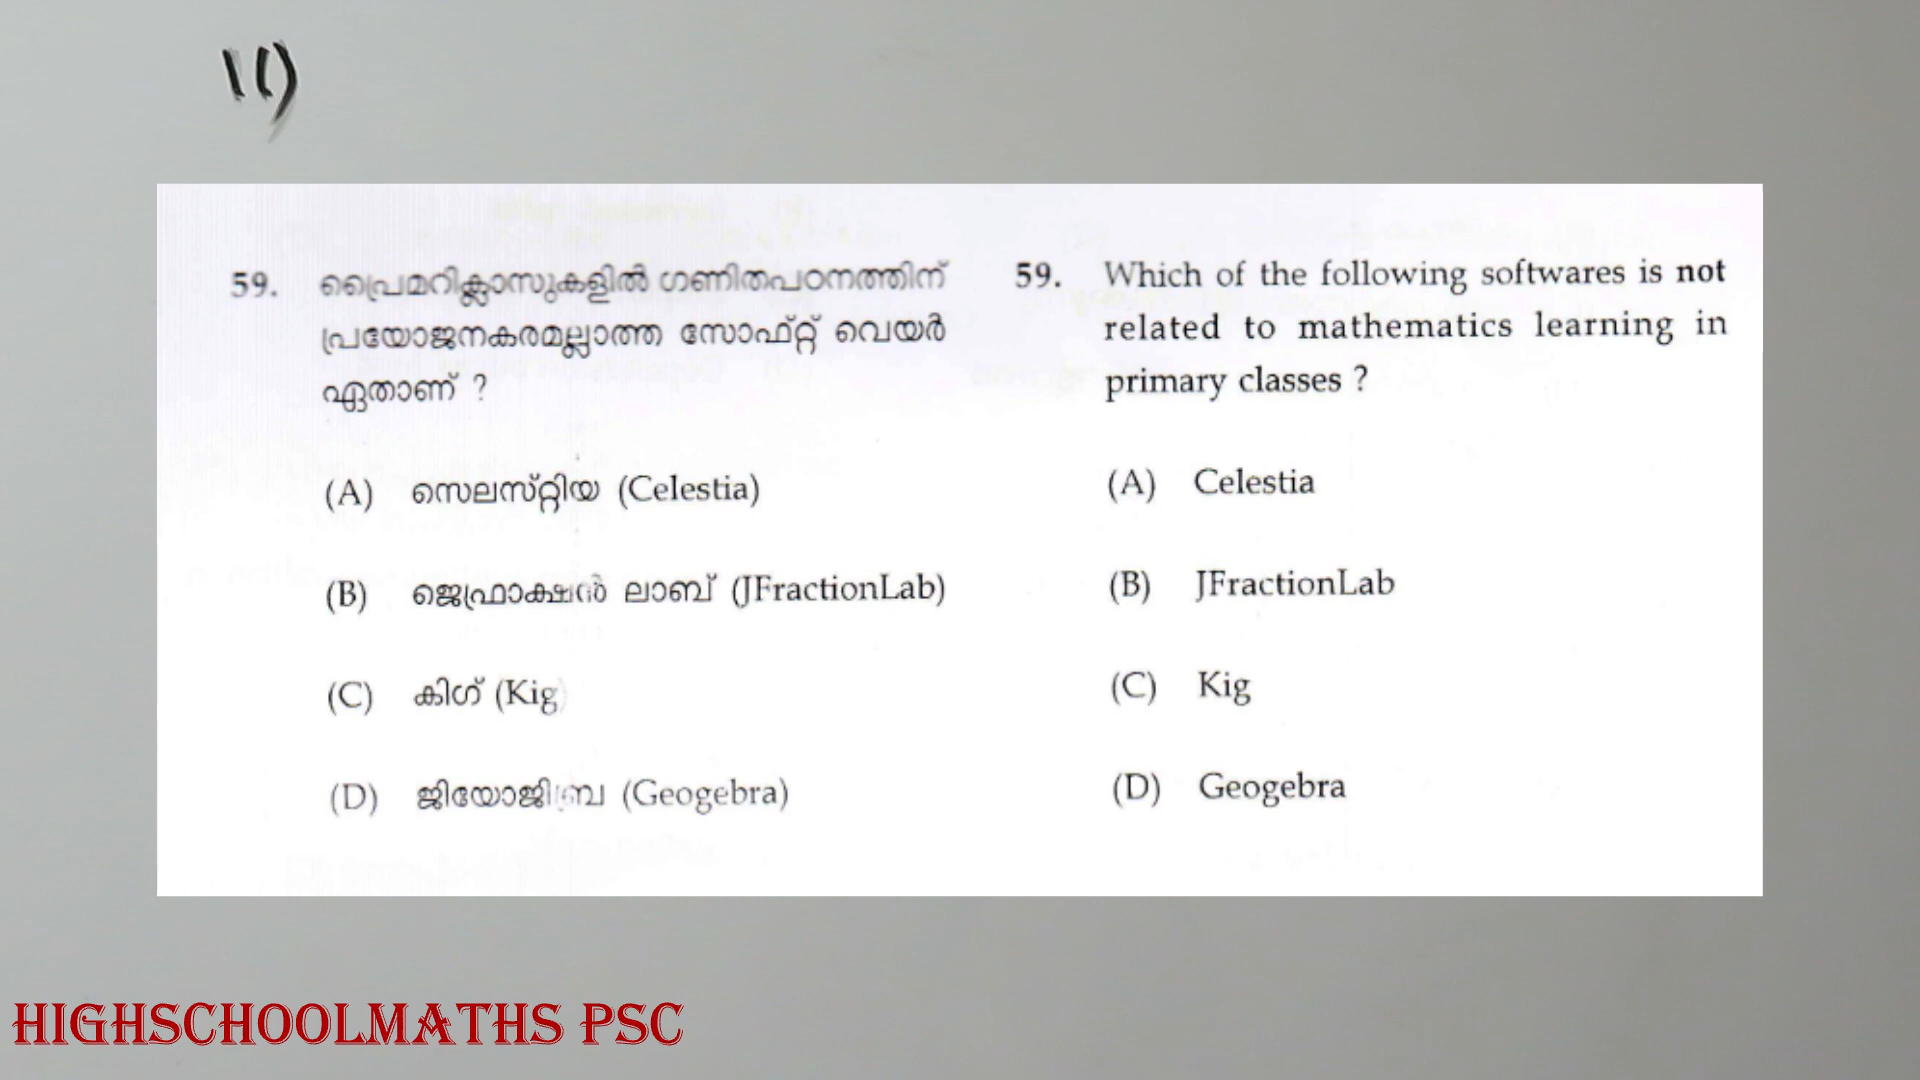 11)
59. പ്രൈമറിക്ലാസുകളിൽ ഗണിതപഠനത്തിന്
പ്രയോജനകരമല്ലാത്ത സോഫ്റ്റ് വെയർ
ഏതാണ് ?
(A) സെലസ്റ്റിയ (Celestia)
(B) ജെഫ്രാക്ഷൻ ലാബ് (JFractionLab)
(C) കിഗ് (Kig)
(D) ജിയോജിബ്ര (Geogebra)
59. Which of the following softwares is not
related to mathematics learning in
primary classes ?
(A) Celestia
(B) JFractionLab
(C) Kig
(D) Geogebra
HIGHSCHOOLMATHS PSC